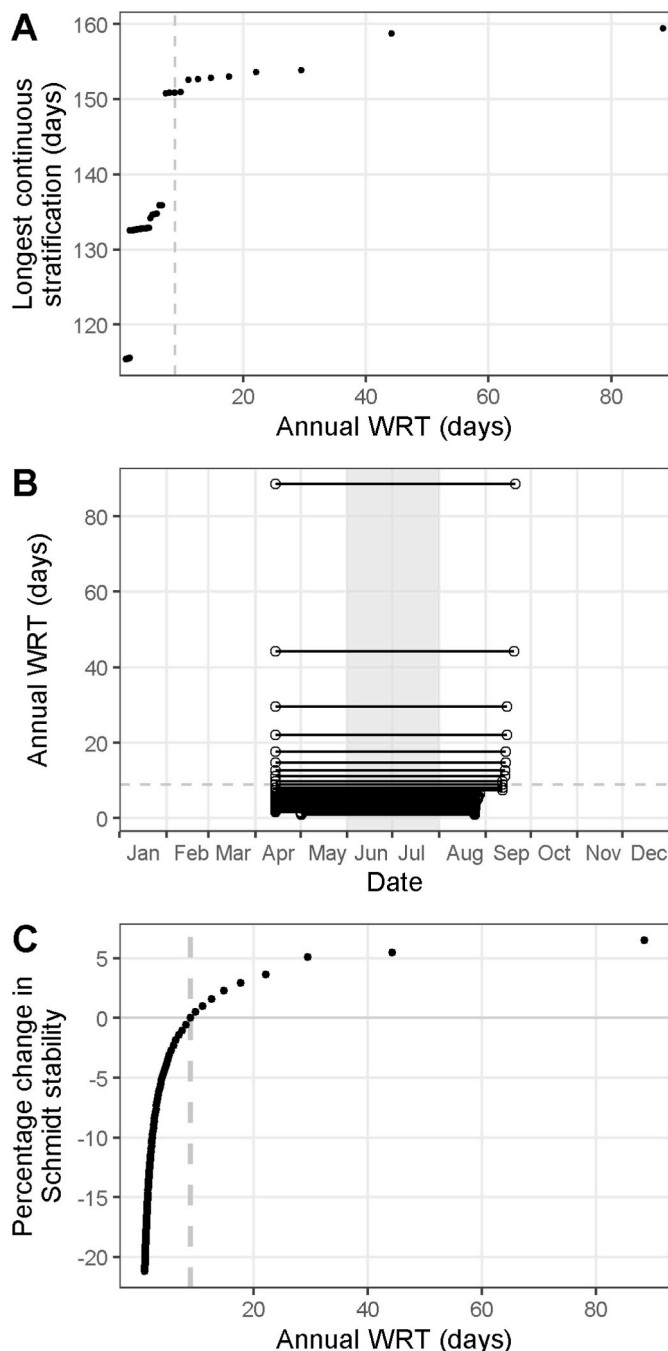 A
Longest continuous
stratification (days)
160
150
140
130
120
20 40 60 80
Annual WRT (days)
B
Annual WRT (days)
80
60
40
20
0
Jan Feb Mar Apr May Jun Jul Aug Sep Oct Nov Dec
Date
C
Percentage change in
Schmidt stability
5
0
-5
-10
-15
-20
20 40 60 80
Annual WRT (days)